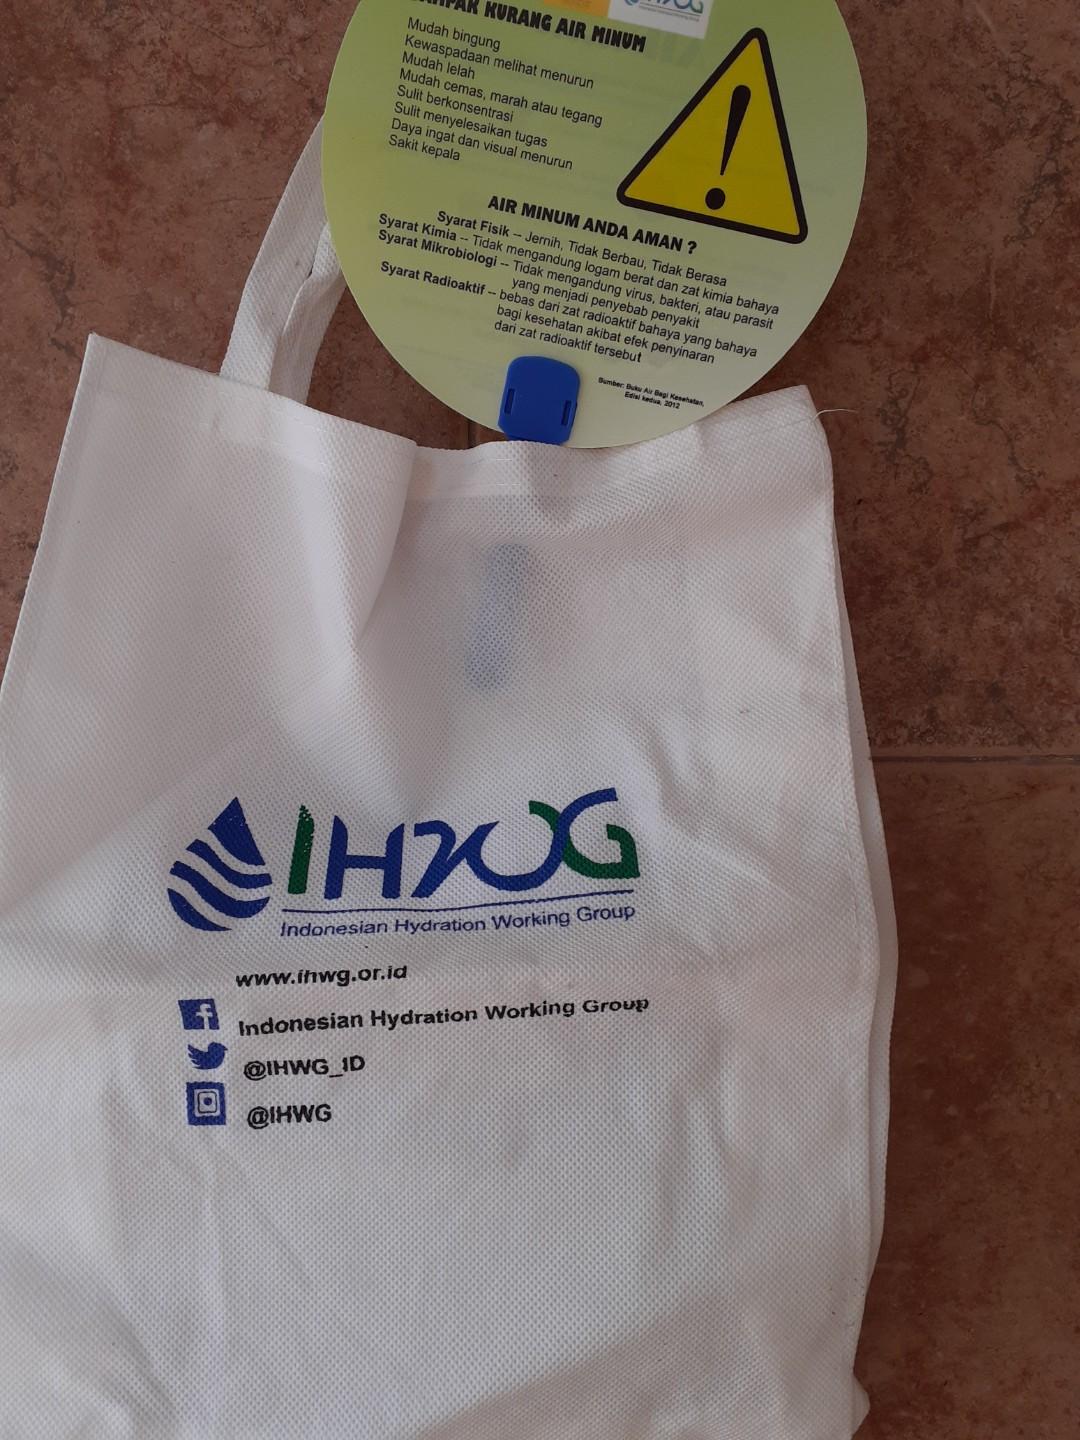 KURANG AIR MINUM
Mudah bingung
Kewaspadaan melihat menurun
Mudah lelah
Mudah cemas, marah atau tegang
Sulit berkonsentrasi
Sulit menyelesaikan tugas
Daya ingat dan visual menurun
Sakit kepala
AIR MINUM ANDA AMAN ?
Syarat Fisik -- Jernih, Tidak Berbau, Tidak Berasa
Syarat Kimia -- Tidak mengandung logam berat dan zat kimia bahaya
Syarat Mikrobiologi -- Tidak mengandung virus, bakteri, atau parasit
yang menjadi penyebab penyakit
Syarat Radioaktif -- bebas dari zat radioaktif bahaya yang bahaya
bagi kesehatan akibat efek penyinaran
dari zat radioaktif tersebut
Sumber: Buku Air Bagi Kesehatan,
Edisi kedua, 2012
IHWG
Indonesian Hydration Working Group
www.ihwg.or.id
Indonesian Hydration Working Group
@IHWG_ID
@IHWG